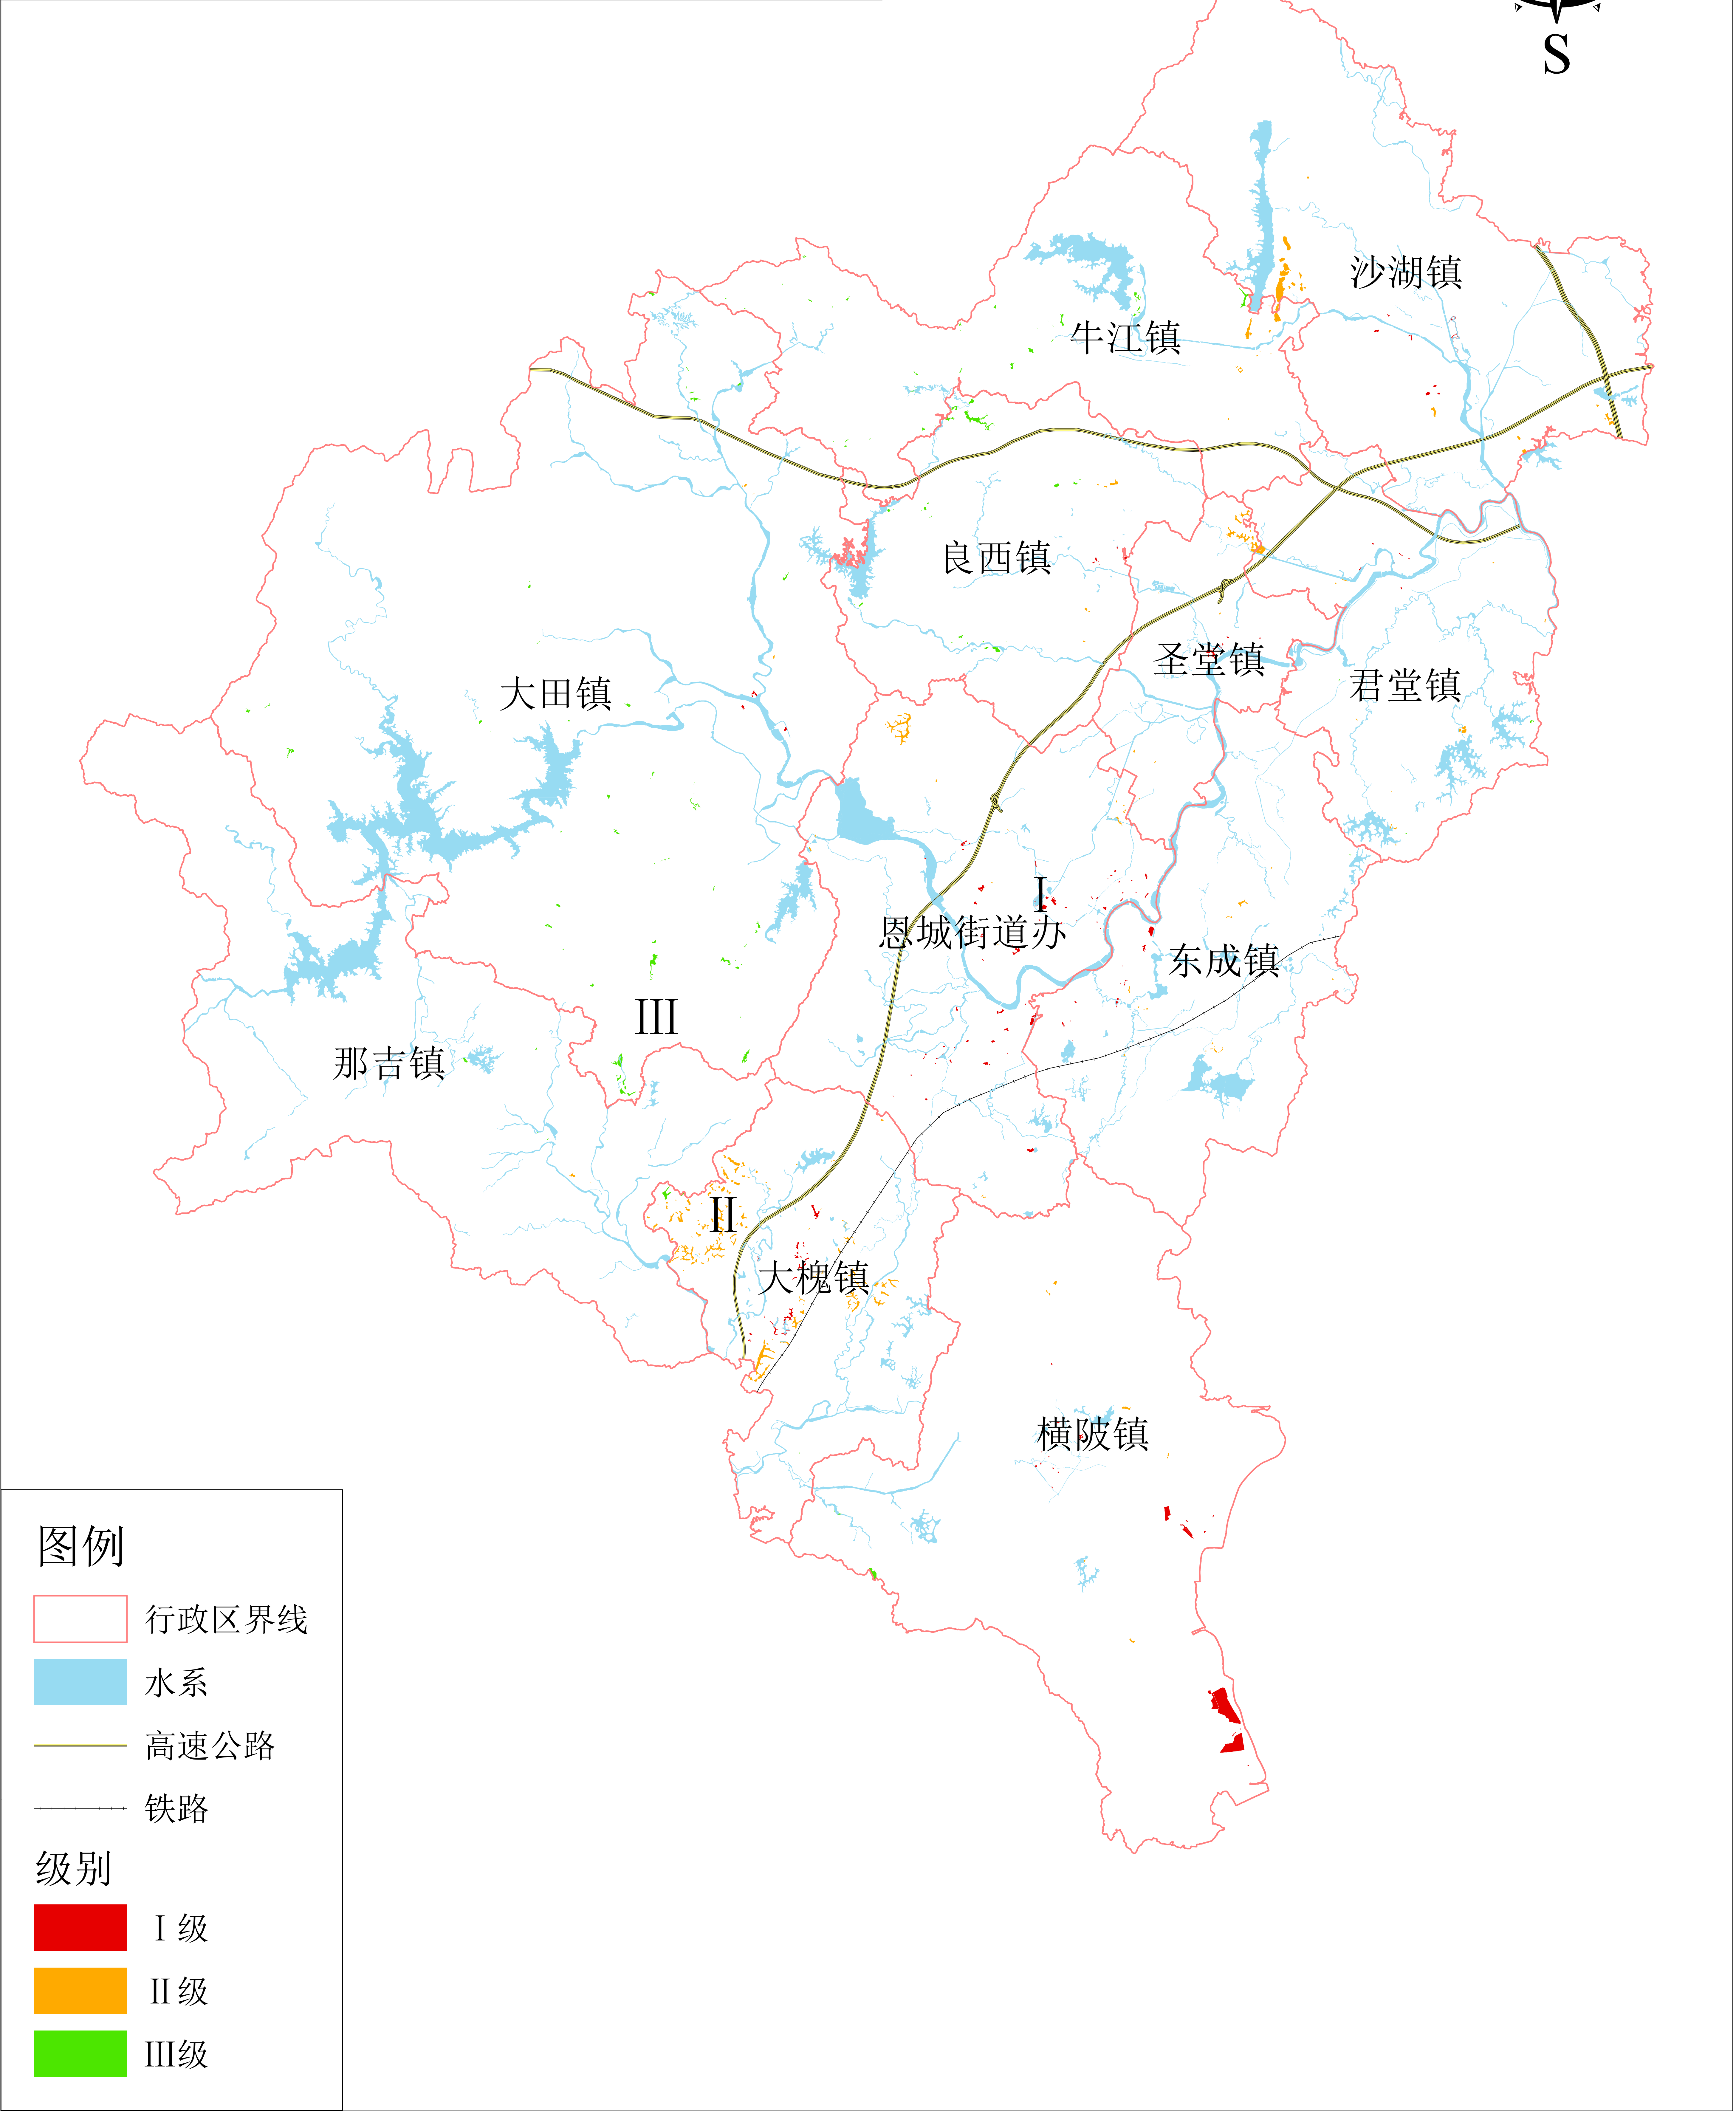 S
沙湖镇
牛江镇
良西镇
圣堂镇
君堂镇
大田镇
I
恩城街道办
东成镇
III
那吉镇
II
大槐镇
横陂镇
图例
行政区界线
水系
高速公路
铁路
级别
Ⅰ级
Ⅱ级
Ⅲ级